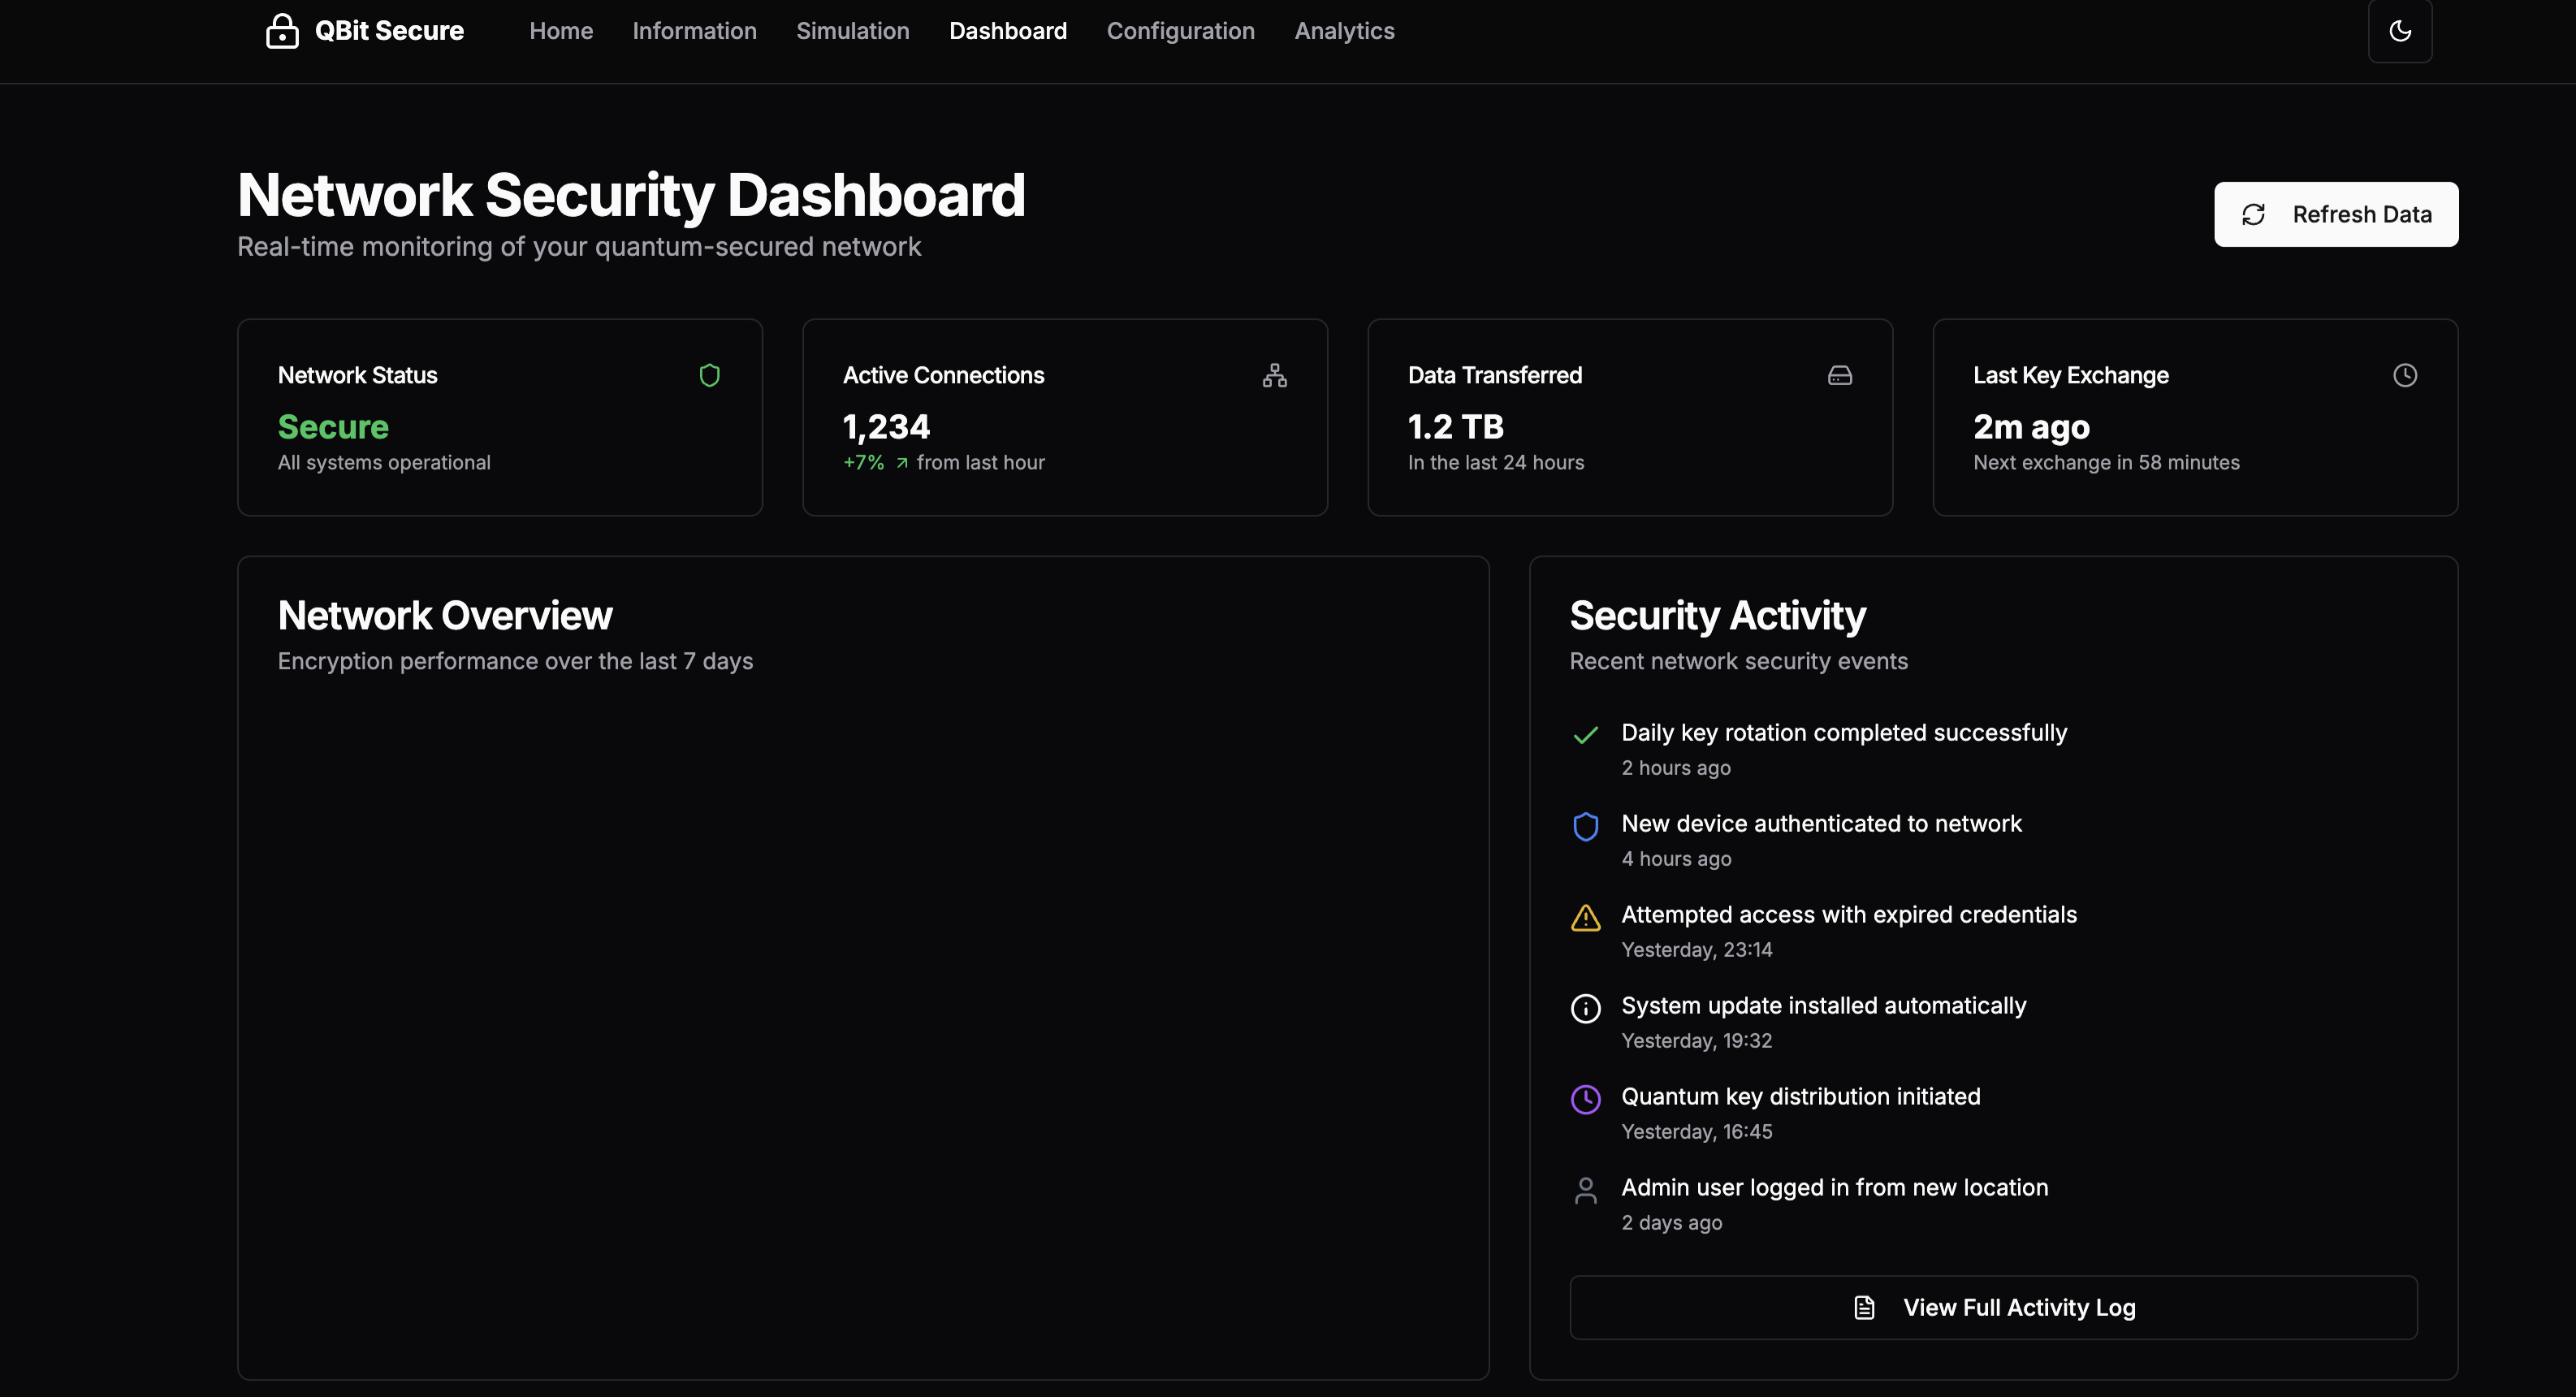 QBit Secure
Home
Information
Simulation
Dashboard
Configuration
Analytics
Network Security Dashboard
Real-time monitoring of your quantum-secured network
Refresh Data
Network Status
Secure
All systems operational
Active Connections
1,234
+7% ↗ from last hour
Data Transferred
1.2 TB
In the last 24 hours
Last Key Exchange
2m ago
Next exchange in 58 minutes
Network Overview
Encryption performance over the last 7 days
Security Activity
Recent network security events
Daily key rotation completed successfully
2 hours ago
New device authenticated to network
4 hours ago
Attempted access with expired credentials
Yesterday, 23:14
System update installed automatically
Yesterday, 19:32
Quantum key distribution initiated
Yesterday, 16:45
Admin user logged in from new location
2 days ago
View Full Activity Log